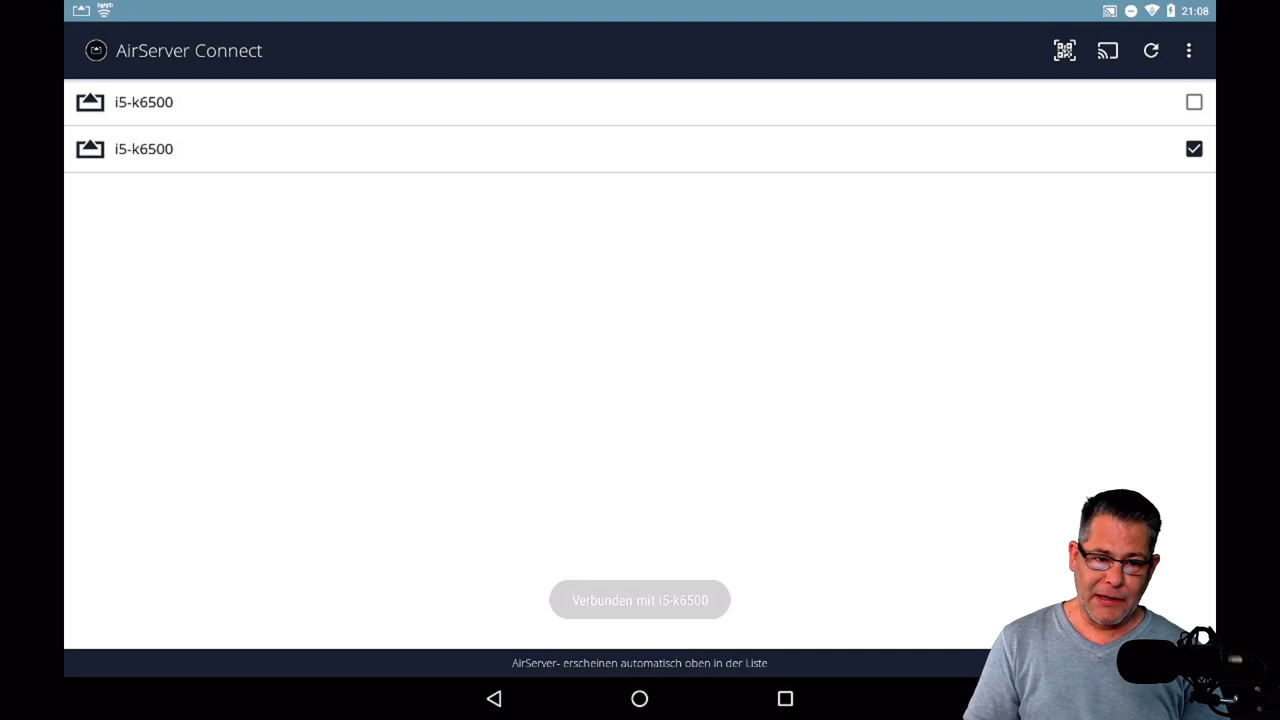 21:08
AirServer Connect
i5-k6500
i5-k6500
Verbunden mit i5-k6500
AirServer- erscheinen automatisch oben in der Liste